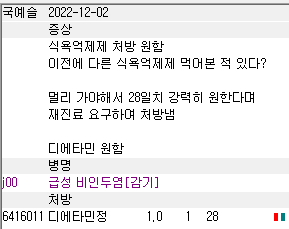 국예슬 2022-12-02
증상
식욕억제제 처방 원함
이전에 다른 식욕억제제 먹어본 적 있다?
멀리 가야해서 28일치 강력히 원한다며
재진료 요구하여 처방냄
디에타민 원함
병명
j00 급성 비인두염[감기]
처방
6416011 디에타민정 1,0 1 28